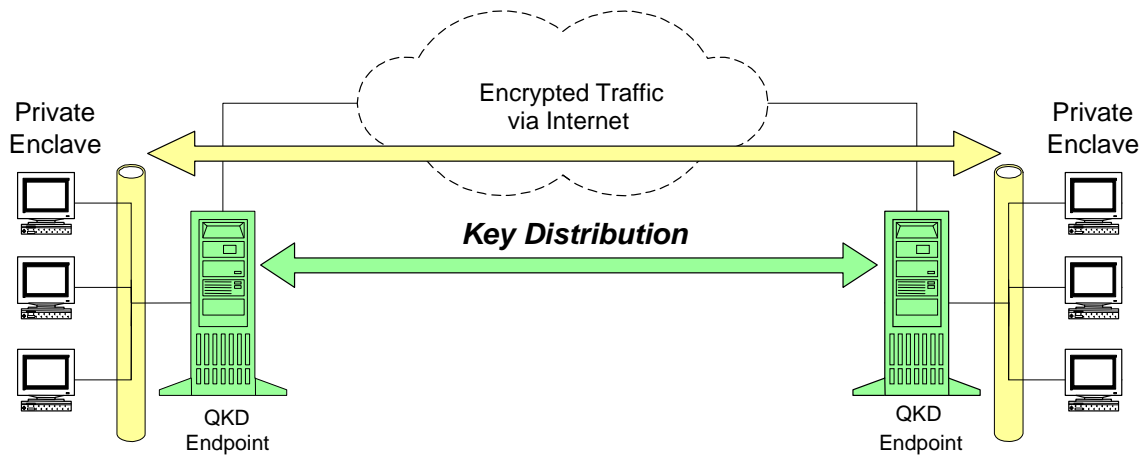 Encrypted Traffic
via Internet
Private
Enclave
Private
Enclave
Key Distribution
QKD
Endpoint
QKD
Endpoint